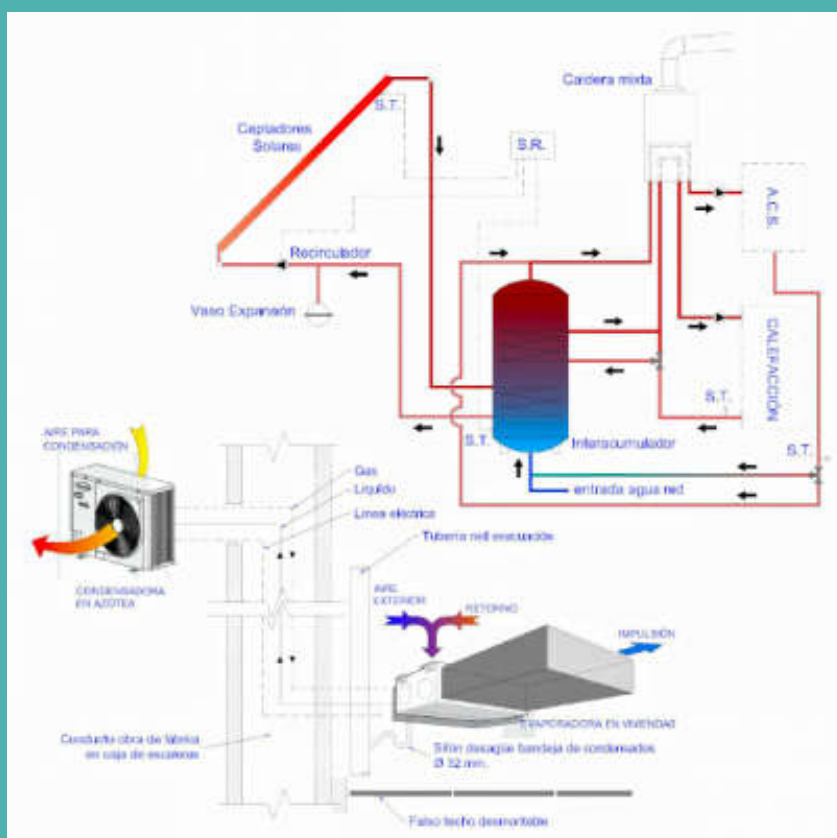 Caldera mixta
S.T.
Captadores
Solares
S.R.
A.C.S.
Recirculador
Vaso Expansión
CALEFACCIÓN
S.T.
S.T.
Interacumulador
S.T.
entrada agua red
AIRE PARA
CONDENSACIÓN
Gas
Líquido
Línea eléctrica
Tubería red evacuación
CONDENSADORA
EN AZOTEA
AIRE
EXTERIOR
RETORNO
IMPULSIÓN
EVAPORADORA EN VIVIENDAS
Conducto obra de fábrica
en caja de escaleras
Sifón desagüe bandeja de condensados
Ø 32 mm.
Falso techo desmontable